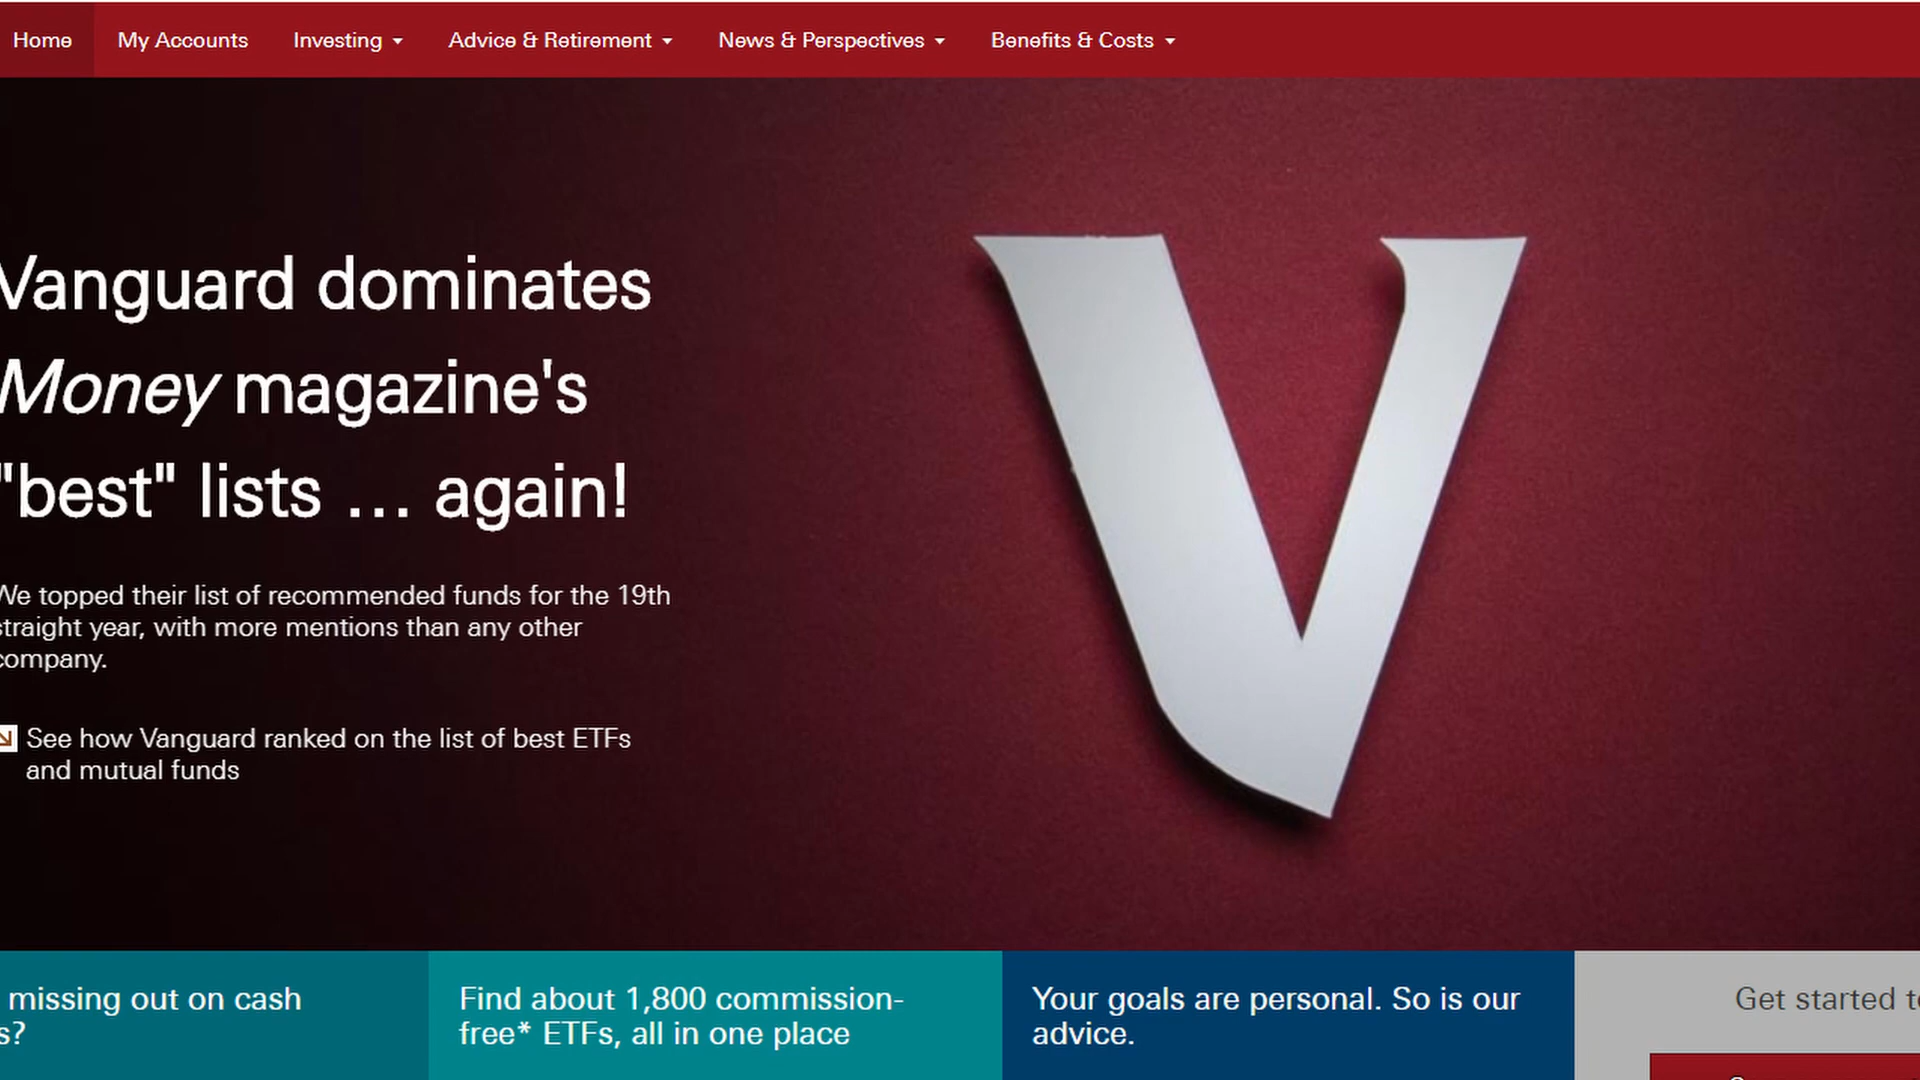 Home My Accounts Investing Advice & Retirement News & Perspectives Benefits & Costs
Vanguard dominates
Money magazine's
"best" lists ... again!
We topped their list of recommended funds for the 19th
straight year, with more mentions than any other
company.
See how Vanguard ranked on the list of best ETFs
and mutual funds
V
missing out on cash
s?
Find about 1,800 commission-
free* ETFs, all in one place
Your goals are personal. So is our
advice.
Get started